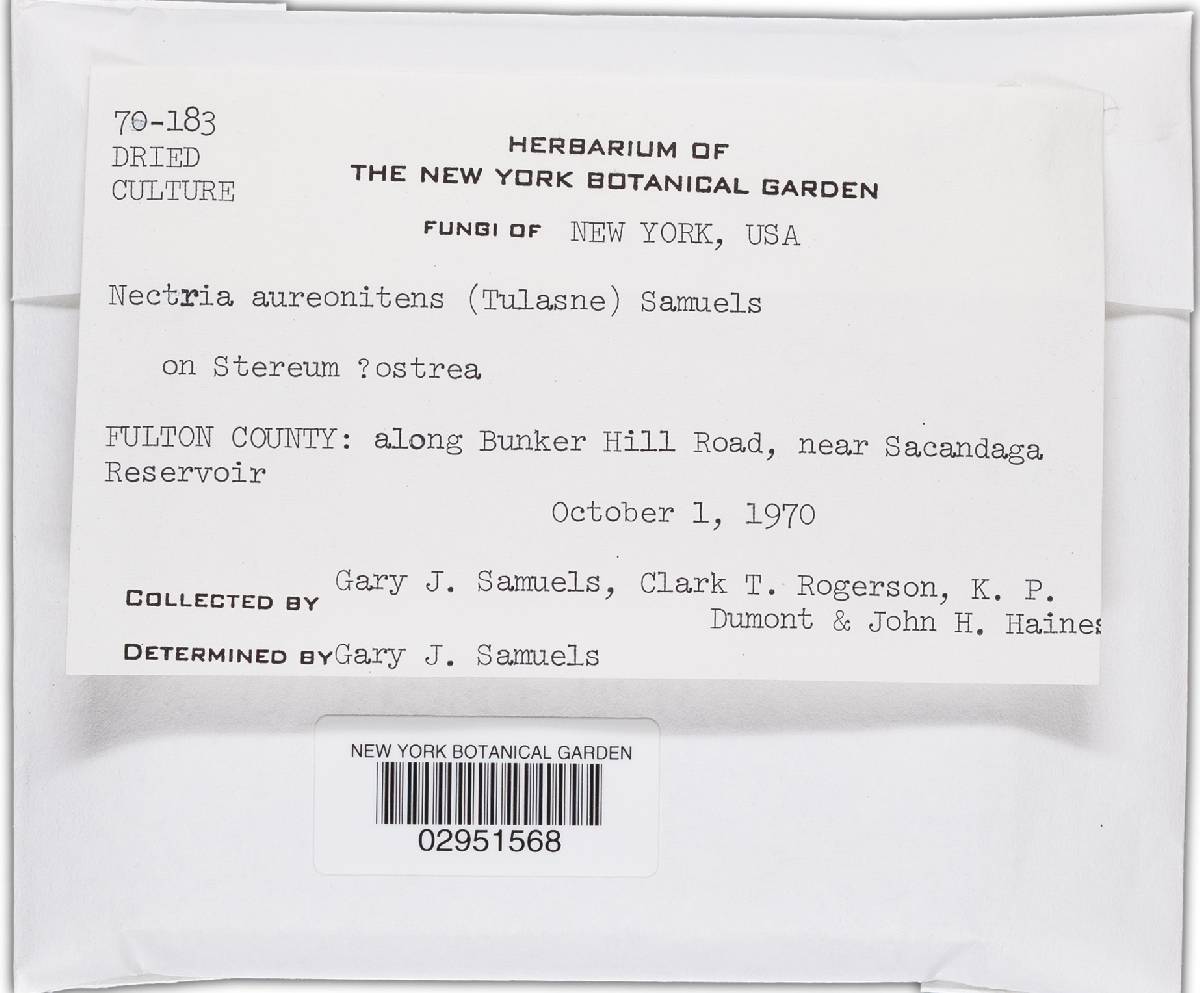 70-183
DRIED
CULTURE
HERBARIUM OF
THE NEW YORK BOTANICAL GARDEN
FUNGI OF NEW YORK, USA
Nectria aureonitens (Tulasne) Samuels
on Stereum ?ostrea
FULTON COUNTY: along Bunker Hill Road, near Sacandaga
Reservoir
October 1, 1970
COLLECTED BY Gary J. Samuels, Clark T. Rogerson, K. P.
Dumont & John H. Haines
DETERMINED BY Gary J. Samuels
NEW YORK BOTANICAL GARDEN
02951568